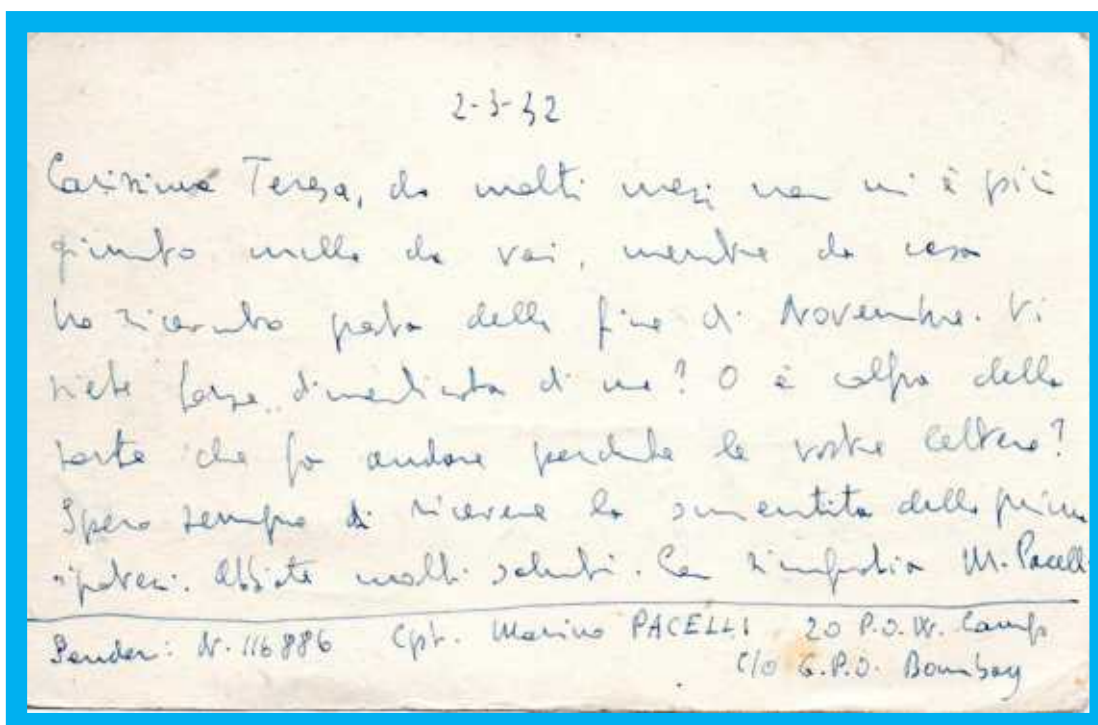 2-3-42
Carissima Teresa, da molti mesi non mi è più
giunto nulla da voi, mentre da casa
ho ricevuto posta della fine di Novembre. Vi
siete forse dimenticata di me? O è colpa della
sorte che fa andare perdute le vostre lettere?
Spero sempre di ricevere la smentita della prima
ipotesi. Abbiate molti saluti. Con simpatia M. Pacelli
Sender: N. 116886 Cpt. Marino PACELLI 20 P.O.W. Camp
c/o G.P.O. Bombay